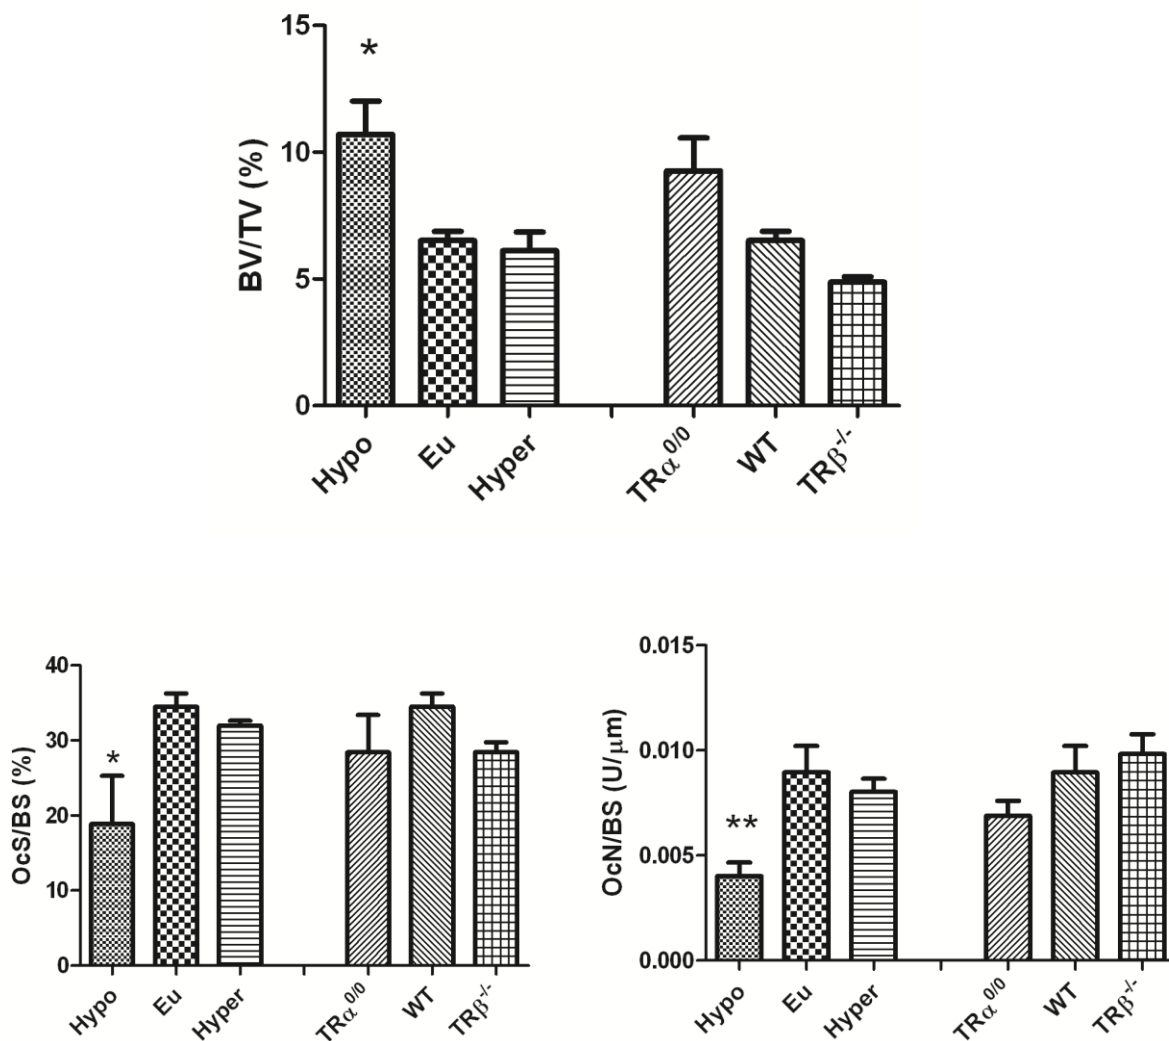 15
*
10
BV/TV (%)
5
0
Hypo
Eu
Hyper
TRα⁰/⁰
WT
TRβ⁻/⁻
40
30
*
OcS/BS (%)
20
10
0
Hypo
Eu
Hyper
TRα⁰/⁰
WT
TRβ⁻/⁻
0.015
0.010
OcN/BS (U/μm)
**
0.005
0.000
Hypo
Eu
Hyper
TRα⁰/⁰
WT
TRβ⁻/⁻